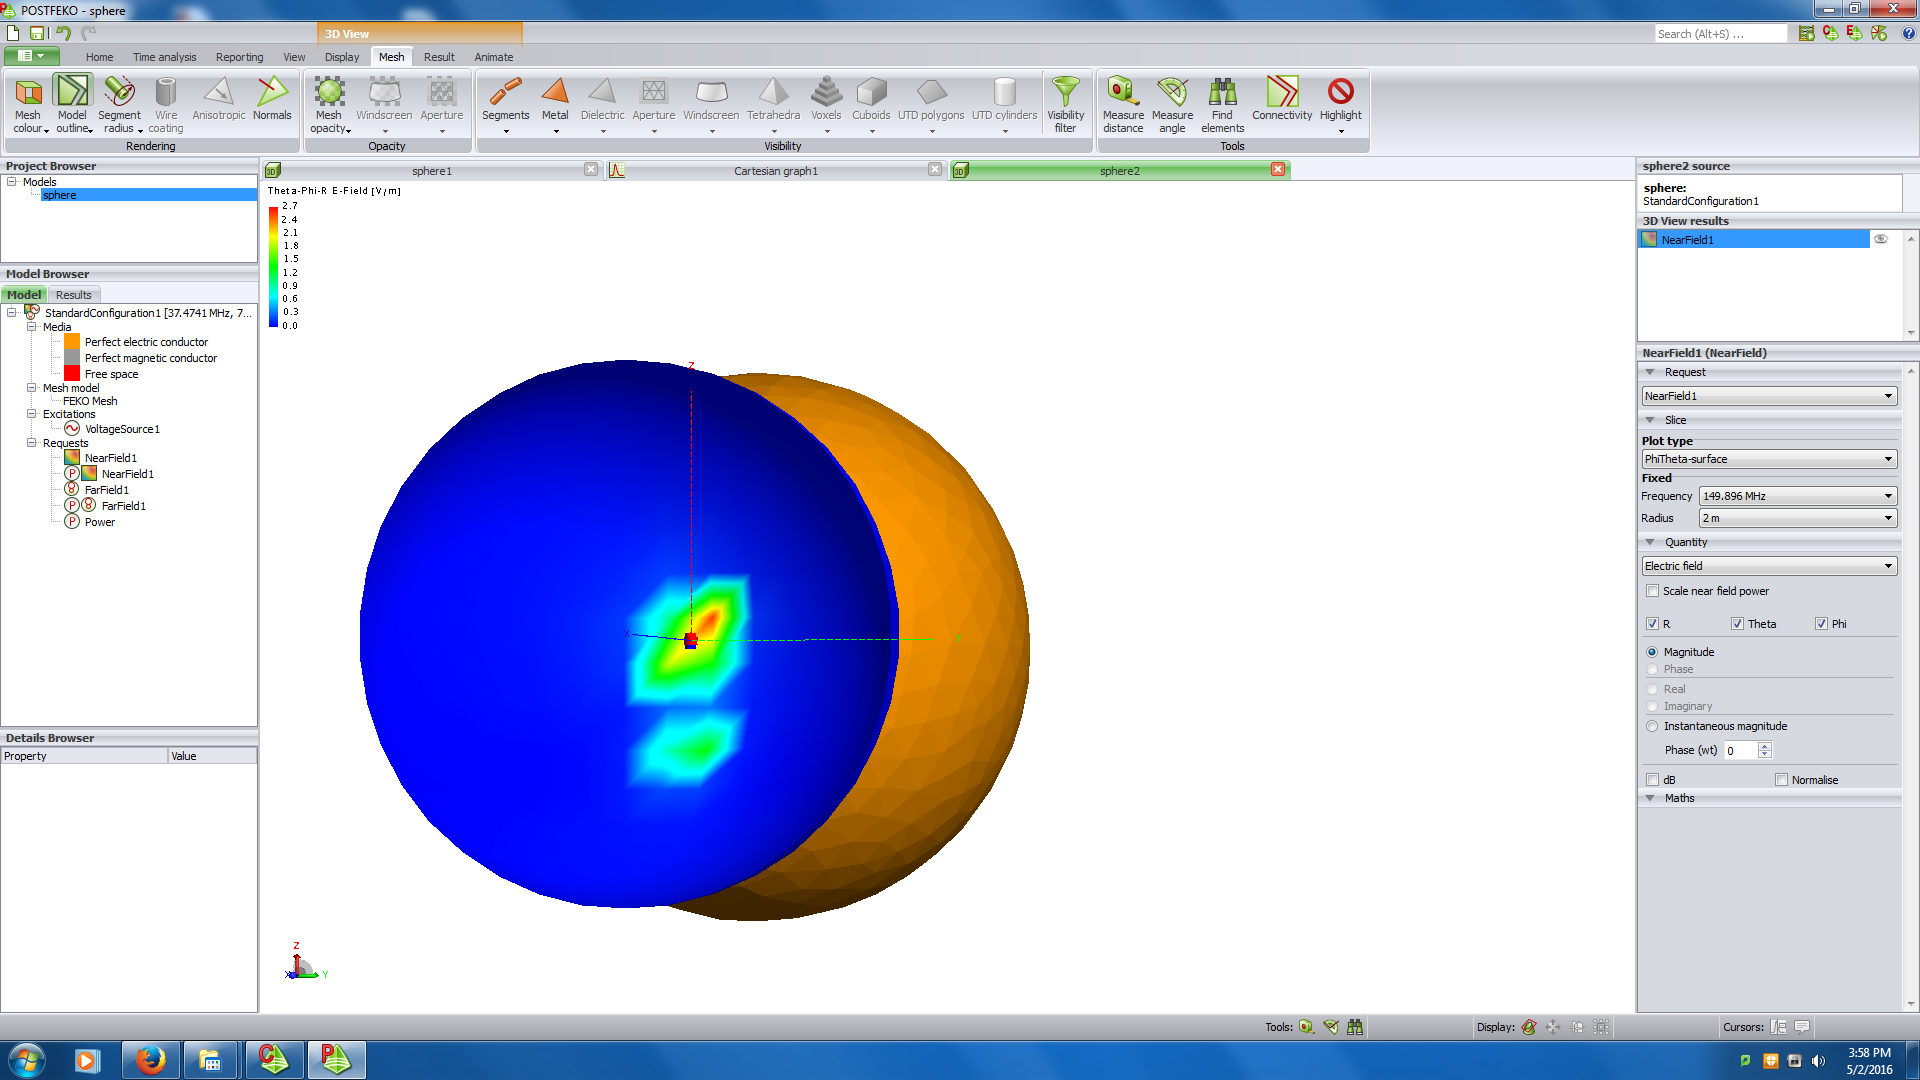 POSTFEKO - sphere
3D View
Search (Alt+S) ...
Home Time analysis Reporting View Display Mesh Result Animate
Mesh colour Model outline Segment radius Wire coating Anisotropic Normals
Mesh opacity Windscreen Aperture
Segments Metal Dielectric Aperture Windscreen Tetrahedra Voxels Cuboids UTD polygons UTD cylinders Visibility filter
Measure distance Measure angle Find elements Connectivity Highlight
Rendering Opacity Visibility Tools
Project Browser
Models
sphere
Model Browser
Model Results
StandardConfiguration1 [37.4741 MHz, 7...
Media
Perfect electric conductor
Perfect magnetic conductor
Free space
Mesh model
FEKO Mesh
Excitations
VoltageSource1
Requests
NearField1
P NearField1
FarField1
P FarField1
P Power
Details Browser
Property Value
3D sphere1 Cartesian graph1 3D sphere2
Theta-Phi-R E-Field [V/m]
2.7
2.4
2.1
1.8
1.5
1.2
0.9
0.6
0.3
0.0
Z
X
Y
Z
X Y
sphere2 source
sphere:
StandardConfiguration1
3D View results
NearField1
NearField1 (NearField)
Request
NearField1
Slice
Plot type
PhiTheta-surface
Fixed
Frequency 149.896 MHz
Radius 2 m
Quantity
Electric field
Scale near field power
R Theta Phi
Magnitude
Phase
Real
Imaginary
Instantaneous magnitude
Phase (wt) 0
dB Normalise
Maths
Tools: Display: Cursors:
3:58 PM
5/2/2016